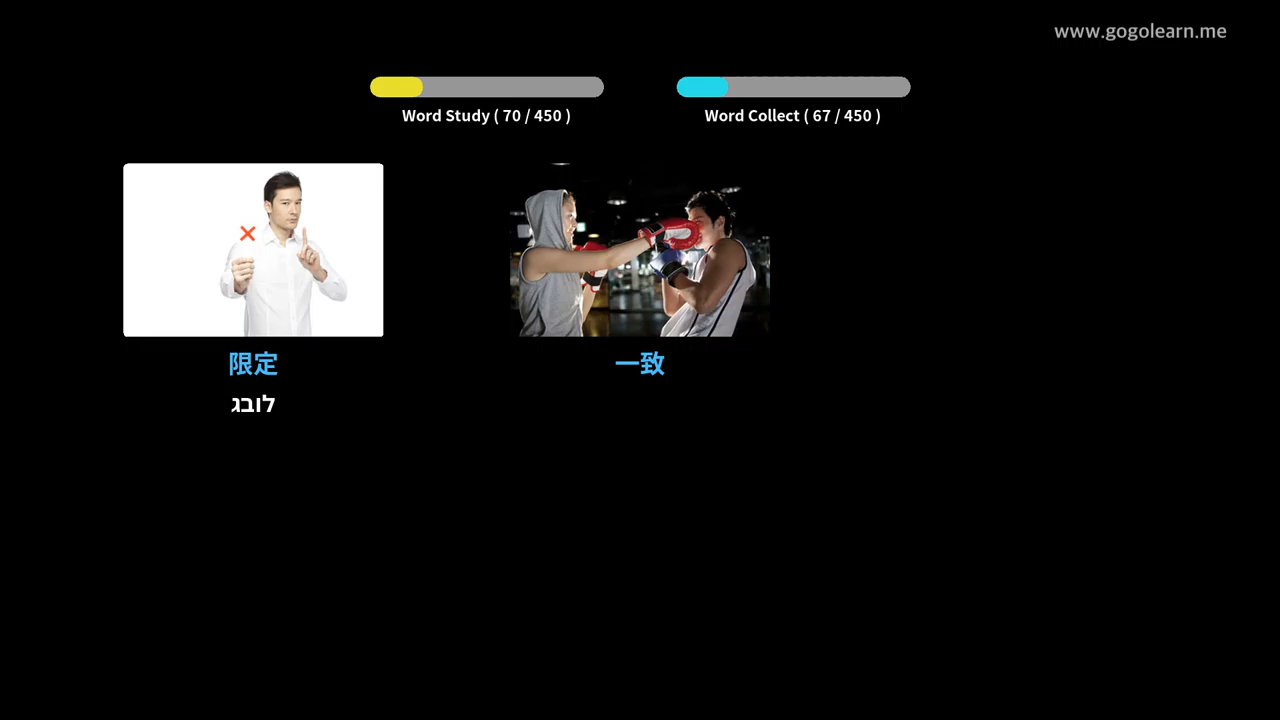 www.gogolearn.me
Word Study ( 70 / 450 )
Word Collect ( 67 / 450 )
限定
一致
לובג